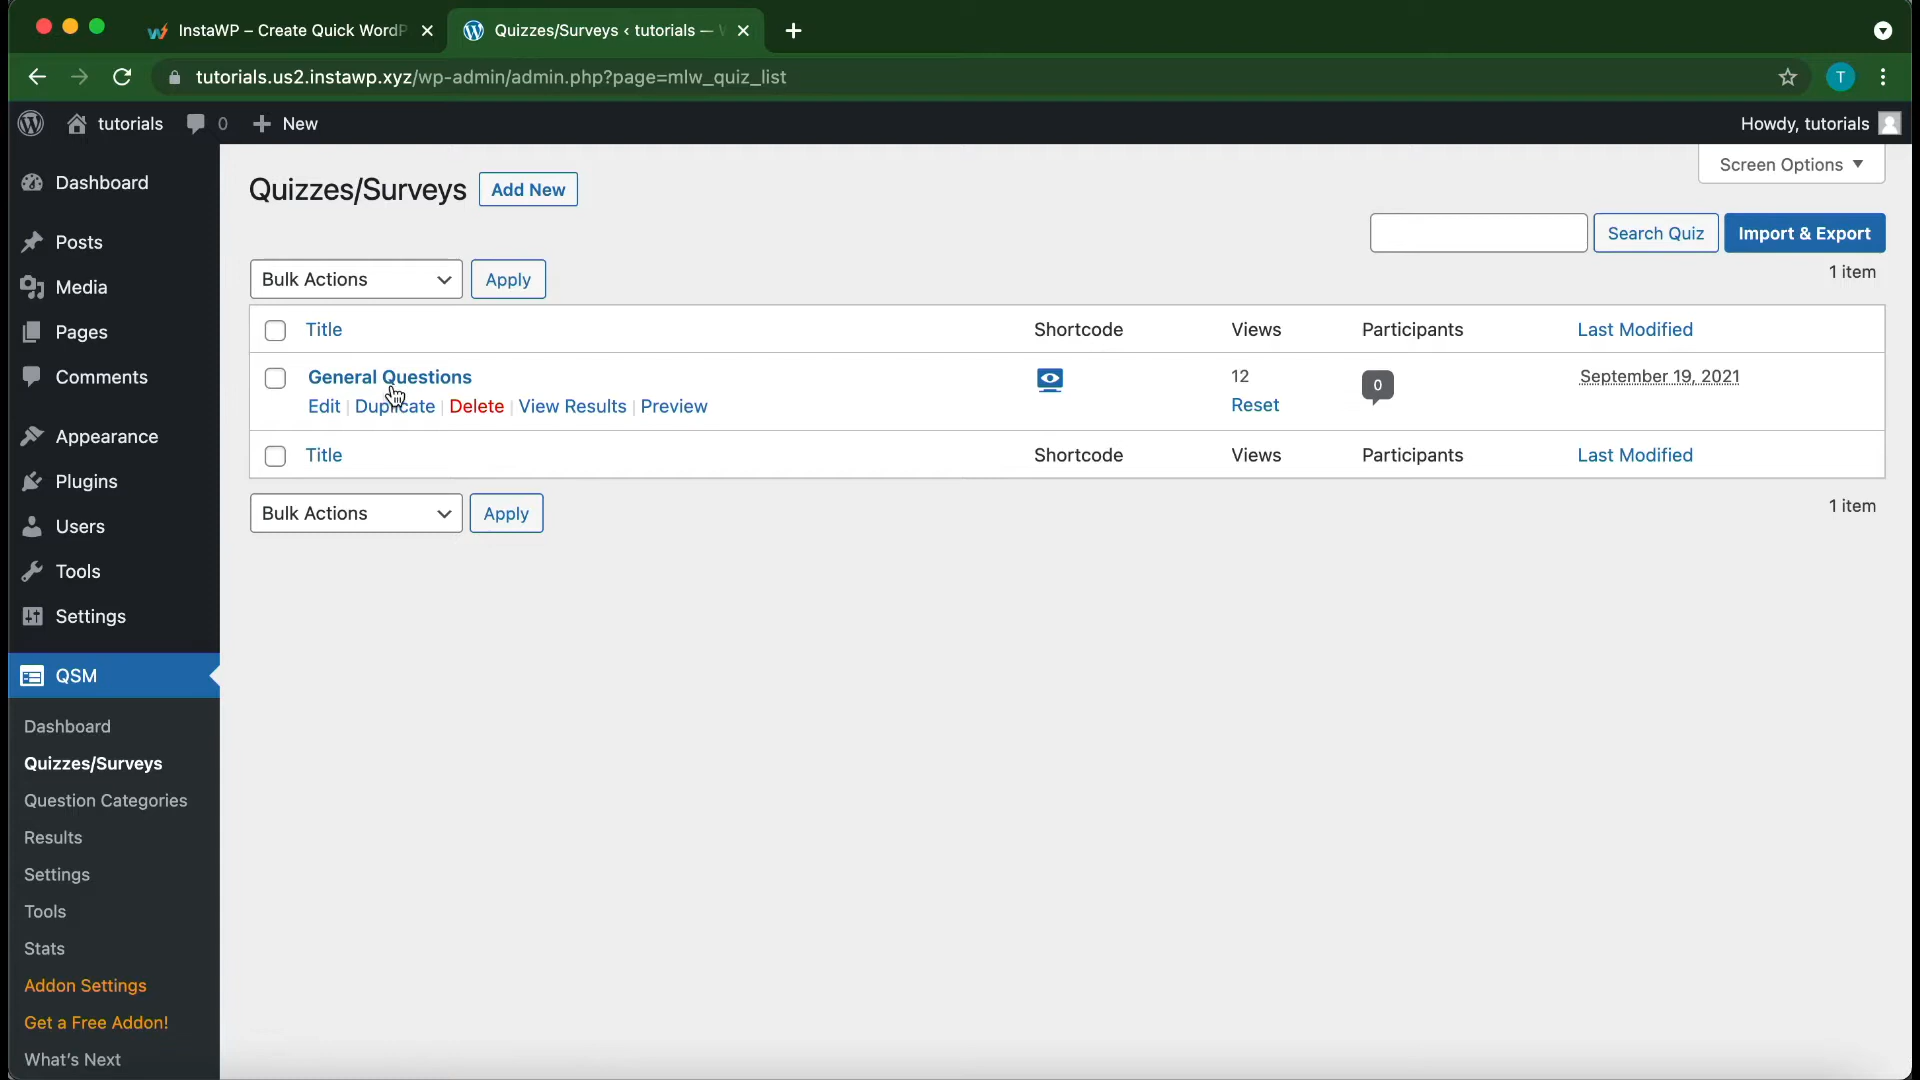 InstaWP – Create Quick WordP
Quizzes/Surveys ‹ tutorials —
tutorials.us2.instawp.xyz/wp-admin/admin.php?page=mlw_quiz_list
T
tutorials 0 New
Howdy, tutorials
Screen Options
Dashboard
Posts
Media
Pages
Comments
Appearance
Plugins
Users
Tools
Settings
QSM
Dashboard
Quizzes/Surveys
Question Categories
Results
Settings
Tools
Stats
Addon Settings
Get a Free Addon!
What's Next
Quizzes/Surveys Add New
Search Quiz Import & Export
Bulk Actions Apply
1 item
Title Shortcode Views Participants Last Modified
General Questions 12 0 September 19, 2021
Edit | Duplicate | Delete | View Results | Preview Reset
Title Shortcode Views Participants Last Modified
Bulk Actions Apply
1 item